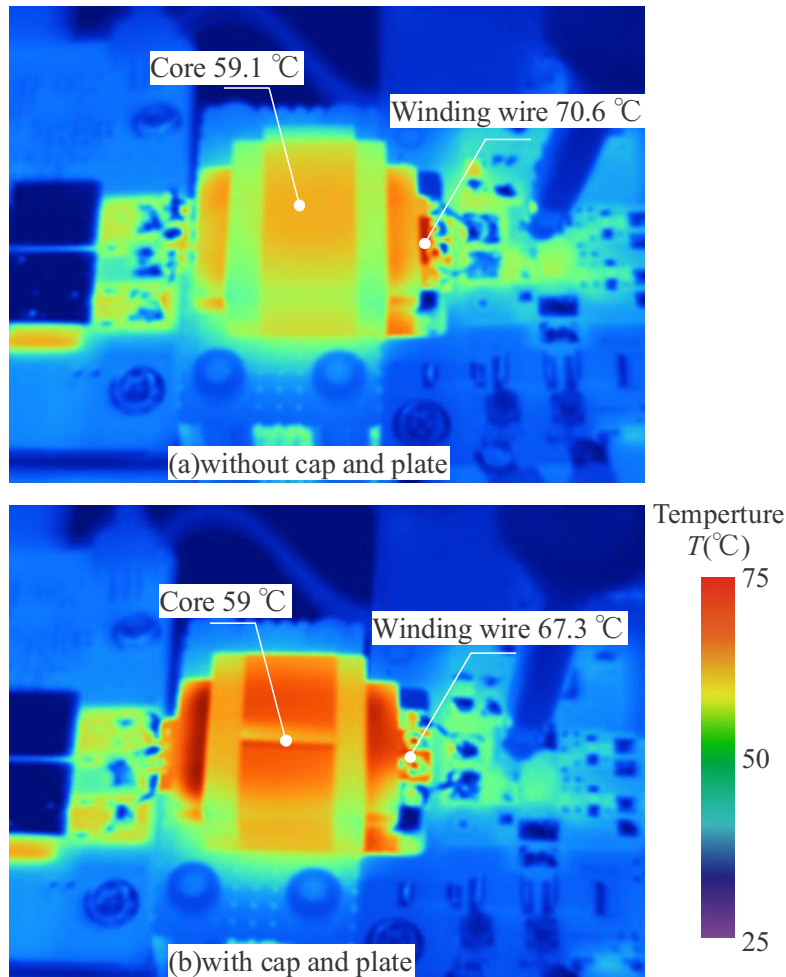 Core 59.1 ℃
Winding wire 70.6 ℃
(a)without cap and plate
Temperture
T(℃)
75
50
25
Core 59 ℃
Winding wire 67.3 ℃
(b)with cap and plate